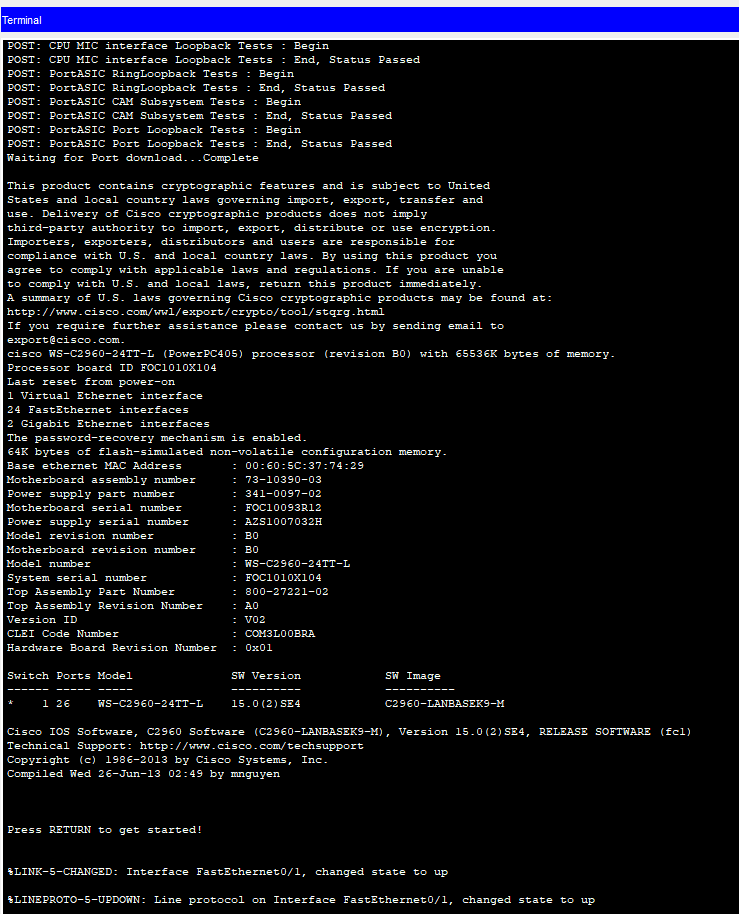 Terminal
POST: CPU MIC interface Loopback Tests : Begin
POST: CPU MIC interface Loopback Tests : End, Status Passed
POST: PortASIC RingLoopback Tests : Begin
POST: PortASIC RingLoopback Tests : End, Status Passed
POST: PortASIC CAM Subsystem Tests : Begin
POST: PortASIC CAM Subsystem Tests : End, Status Passed
POST: PortASIC Port Loopback Tests : Begin
POST: PortASIC Port Loopback Tests : End, Status Passed
Waiting for Port download...Complete
This product contains cryptographic features and is subject to United
States and local country laws governing import, export, transfer and
use. Delivery of Cisco cryptographic products does not imply
third-party authority to import, export, distribute or use encryption.
Importers, exporters, distributors and users are responsible for
compliance with U.S. and local country laws. By using this product you
agree to comply with applicable laws and regulations. If you are unable
to comply with U.S. and local laws, return this product immediately.
A summary of U.S. laws governing Cisco cryptographic products may be found at:
http://www.cisco.com/wwl/export/crypto/tool/stqrg.html
If you require further assistance please contact us by sending email to
export@cisco.com.
cisco WS-C2960-24TT-L (PowerPC405) processor (revision B0) with 65536K bytes of memory.
Processor board ID FOC1010X104
Last reset from power-on
1 Virtual Ethernet interface
24 FastEthernet interfaces
2 Gigabit Ethernet interfaces
The password-recovery mechanism is enabled.
64K bytes of flash-simulated non-volatile configuration memory.
Base ethernet MAC Address : 00:60:5C:37:74:29
Motherboard assembly number : 73-10390-03
Power supply part number : 341-0097-02
Motherboard serial number : FOC10093R12
Power supply serial number : AZS1007032H
Model revision number : B0
Motherboard revision number : B0
Model number : WS-C2960-24TT-L
System serial number : FOC1010X104
Top Assembly Part Number : 800-27221-02
Top Assembly Revision Number : A0
Version ID : V02
CLEI Code Number : COM3L00BRA
Hardware Board Revision Number : 0x01
Switch Ports Model SW Version SW Image
------ ----- ----- ---------- ----------
* 1 26 WS-C2960-24TT-L 15.0(2)SE4 C2960-LANBASEK9-M
Cisco IOS Software, C2960 Software (C2960-LANBASEK9-M), Version 15.0(2)SE4, RELEASE SOFTWARE (fc1)
Technical Support: http://www.cisco.com/techsupport
Copyright (c) 1986-2013 by Cisco Systems, Inc.
Compiled Wed 26-Jun-13 02:49 by mnguyen
Press RETURN to get started!
%LINK-5-CHANGED: Interface FastEthernet0/1, changed state to up
%LINEPROTO-5-UPDOWN: Line protocol on Interface FastEthernet0/1, changed state to up